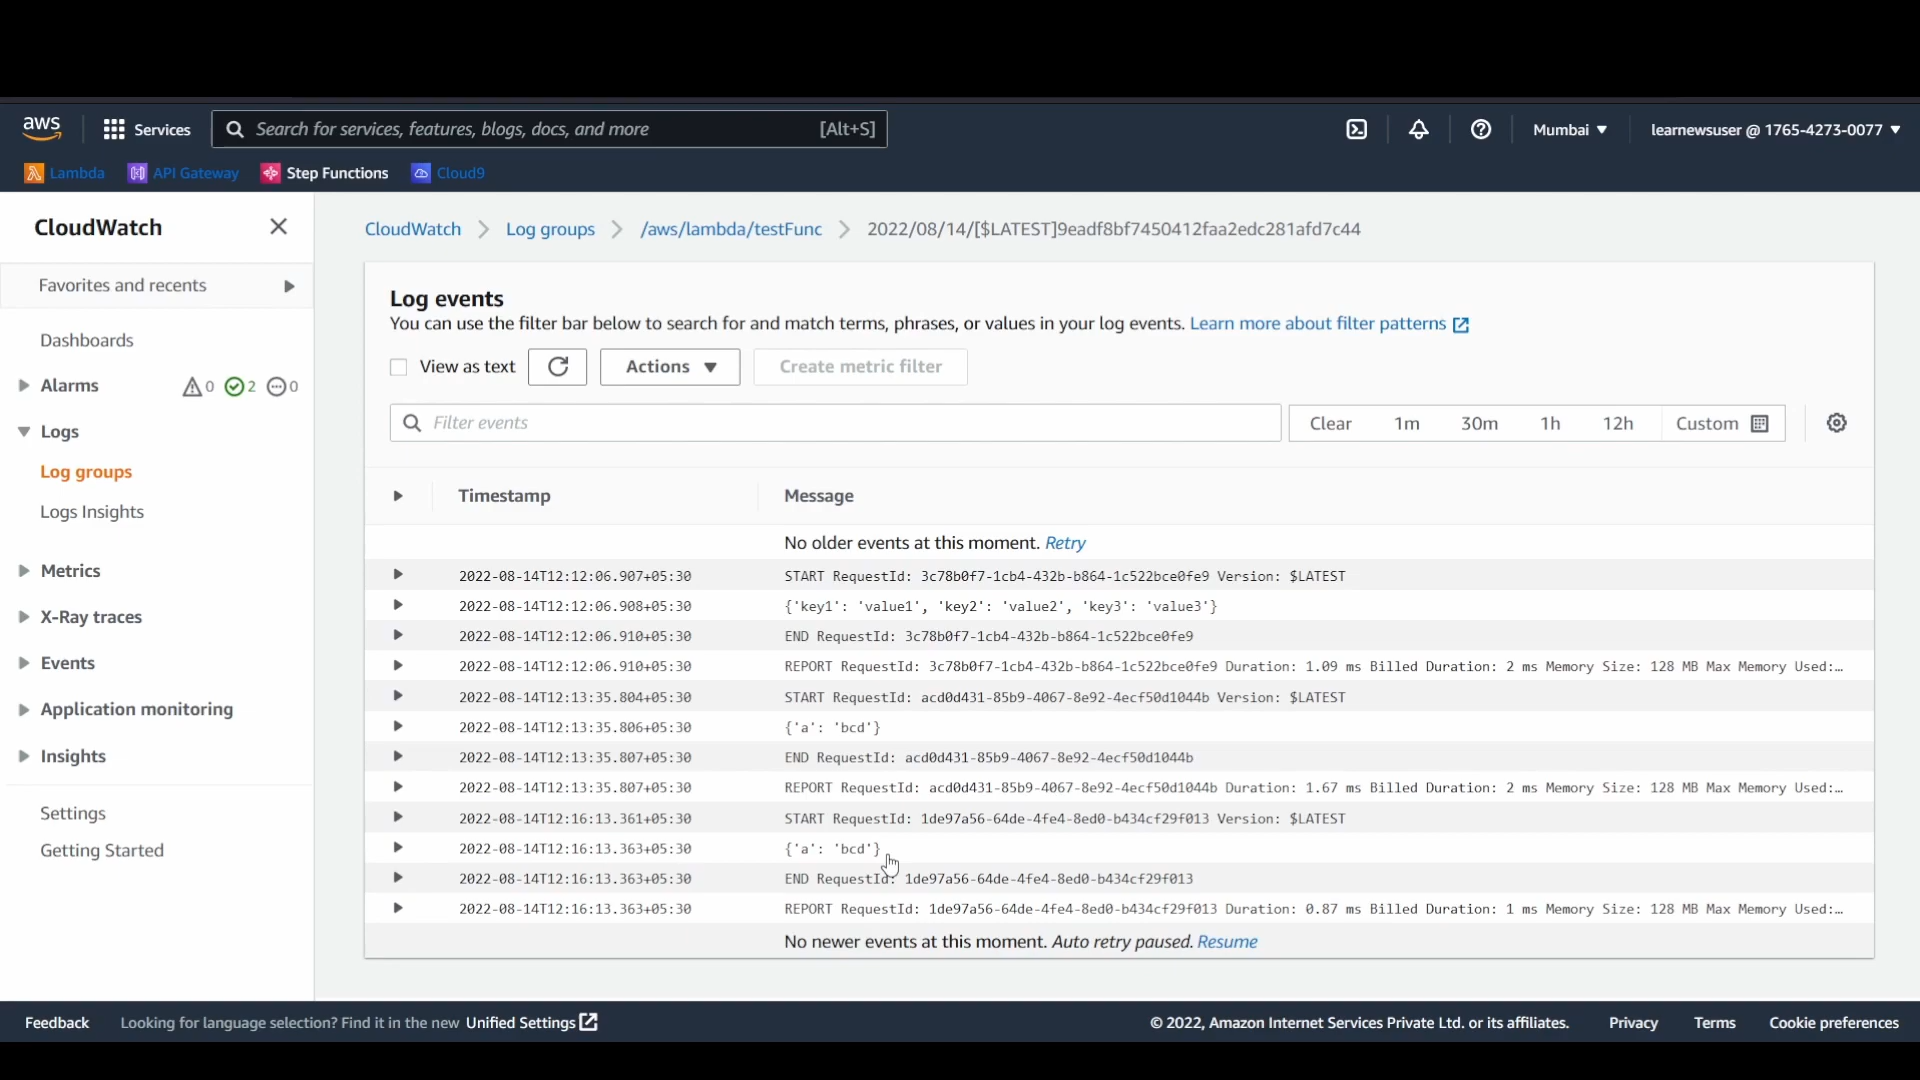 aws Services Search for services, features, blogs, docs, and more [Alt+S] Mumbai learnewsuser @ 1765-4273-0077
Lambda API Gateway Step Functions Cloud9
CloudWatch
Favorites and recents
Dashboards
Alarms 0 2 0
Logs
Log groups
Logs Insights
Metrics
X-Ray traces
Events
Application monitoring
Insights
Settings
Getting Started
CloudWatch Log groups /aws/lambda/testFunc 2022/08/14/[$LATEST]9eadf8bf7450412faa2edc281afd7c44
Log events
You can use the filter bar below to search for and match terms, phrases, or values in your log events. Learn more about filter patterns
View as text Actions Create metric filter
Filter events Clear 1m 30m 1h 12h Custom
Timestamp Message
No older events at this moment. Retry
2022-08-14T12:12:06.907+05:30 START RequestId: 3c78b0f7-1cb4-432b-b864-1c522bce0fe9 Version: $LATEST
2022-08-14T12:12:06.908+05:30 {'key1': 'value1', 'key2': 'value2', 'key3': 'value3'}
2022-08-14T12:12:06.910+05:30 END RequestId: 3c78b0f7-1cb4-432b-b864-1c522bce0fe9
2022-08-14T12:12:06.910+05:30 REPORT RequestId: 3c78b0f7-1cb4-432b-b864-1c522bce0fe9 Duration: 1.09 ms Billed Duration: 2 ms Memory Size: 128 MB Max Memory Used:…
2022-08-14T12:13:35.804+05:30 START RequestId: acd0d431-85b9-4067-8e92-4ecf50d1044b Version: $LATEST
2022-08-14T12:13:35.806+05:30 {'a': 'bcd'}
2022-08-14T12:13:35.807+05:30 END RequestId: acd0d431-85b9-4067-8e92-4ecf50d1044b
2022-08-14T12:13:35.807+05:30 REPORT RequestId: acd0d431-85b9-4067-8e92-4ecf50d1044b Duration: 1.67 ms Billed Duration: 2 ms Memory Size: 128 MB Max Memory Used:…
2022-08-14T12:16:13.361+05:30 START RequestId: 1de97a56-64de-4fe4-8ed0-b434cf29f013 Version: $LATEST
2022-08-14T12:16:13.363+05:30 {'a': 'bcd'}
2022-08-14T12:16:13.363+05:30 END RequestId: 1de97a56-64de-4fe4-8ed0-b434cf29f013
2022-08-14T12:16:13.363+05:30 REPORT RequestId: 1de97a56-64de-4fe4-8ed0-b434cf29f013 Duration: 0.87 ms Billed Duration: 1 ms Memory Size: 128 MB Max Memory Used:…
No newer events at this moment. Auto retry paused. Resume
Feedback Looking for language selection? Find it in the new Unified Settings © 2022, Amazon Internet Services Private Ltd. or its affiliates. Privacy Terms Cookie preferences